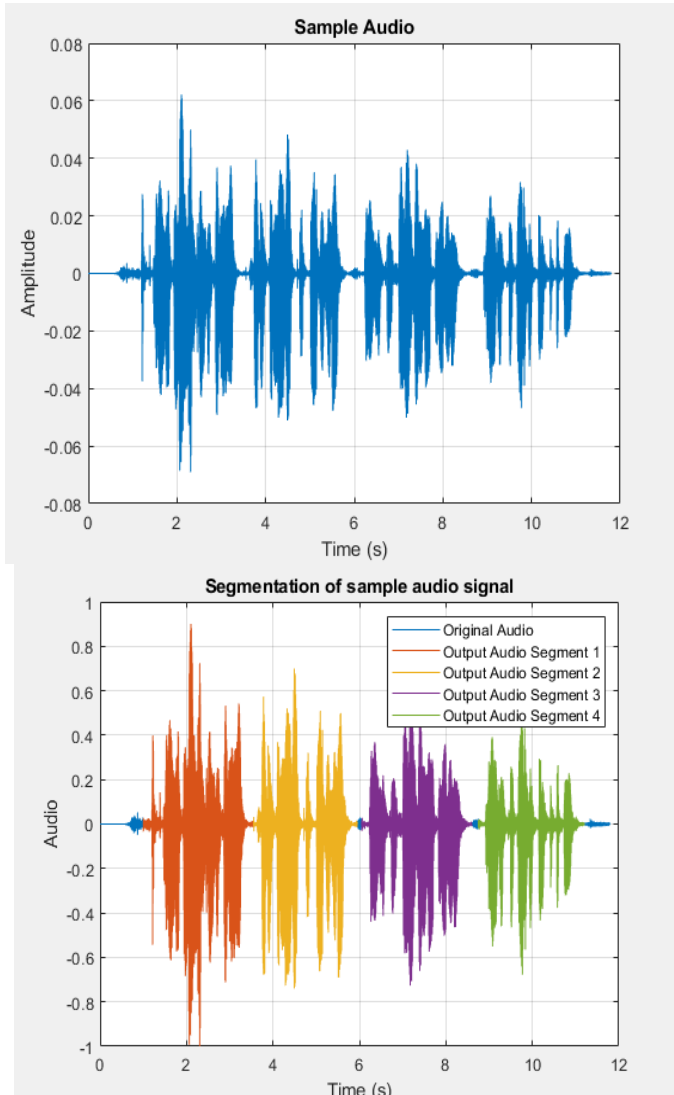 Sample Audio
0.08
0.06
0.04
0.02
0
-0.02
-0.04
-0.06
-0.08
Amplitude
0 2 4 6 8 10 12
Time (s)
Segmentation of sample audio signal
1
0.8
0.6
0.4
0.2
0
-0.2
-0.4
-0.6
-0.8
-1
Audio
Original Audio
Output Audio Segment 1
Output Audio Segment 2
Output Audio Segment 3
Output Audio Segment 4
0 2 4 6 8 10 12
Time (s)